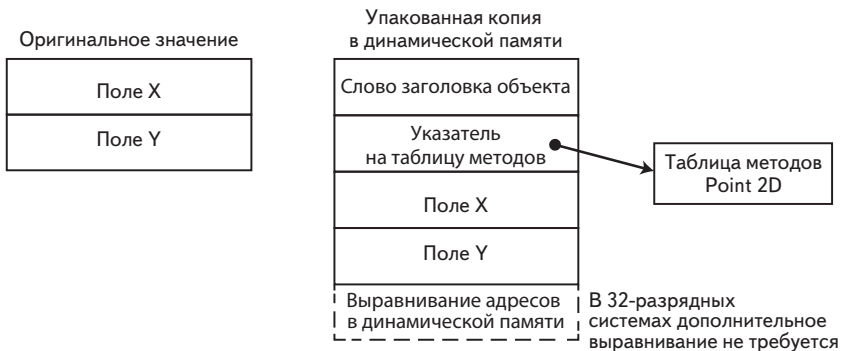 Оригинальное значение
Поле X
Поле Y
Упакованная копия
в динамической памяти
Слово заголовка объекта
Указатель
на таблицу методов
Поле X
Поле Y
Выравнивание адресов
в динамической памяти
Таблица методов
Point 2D
В 32-разрядных
системах дополнительное
выравнивание не требуется